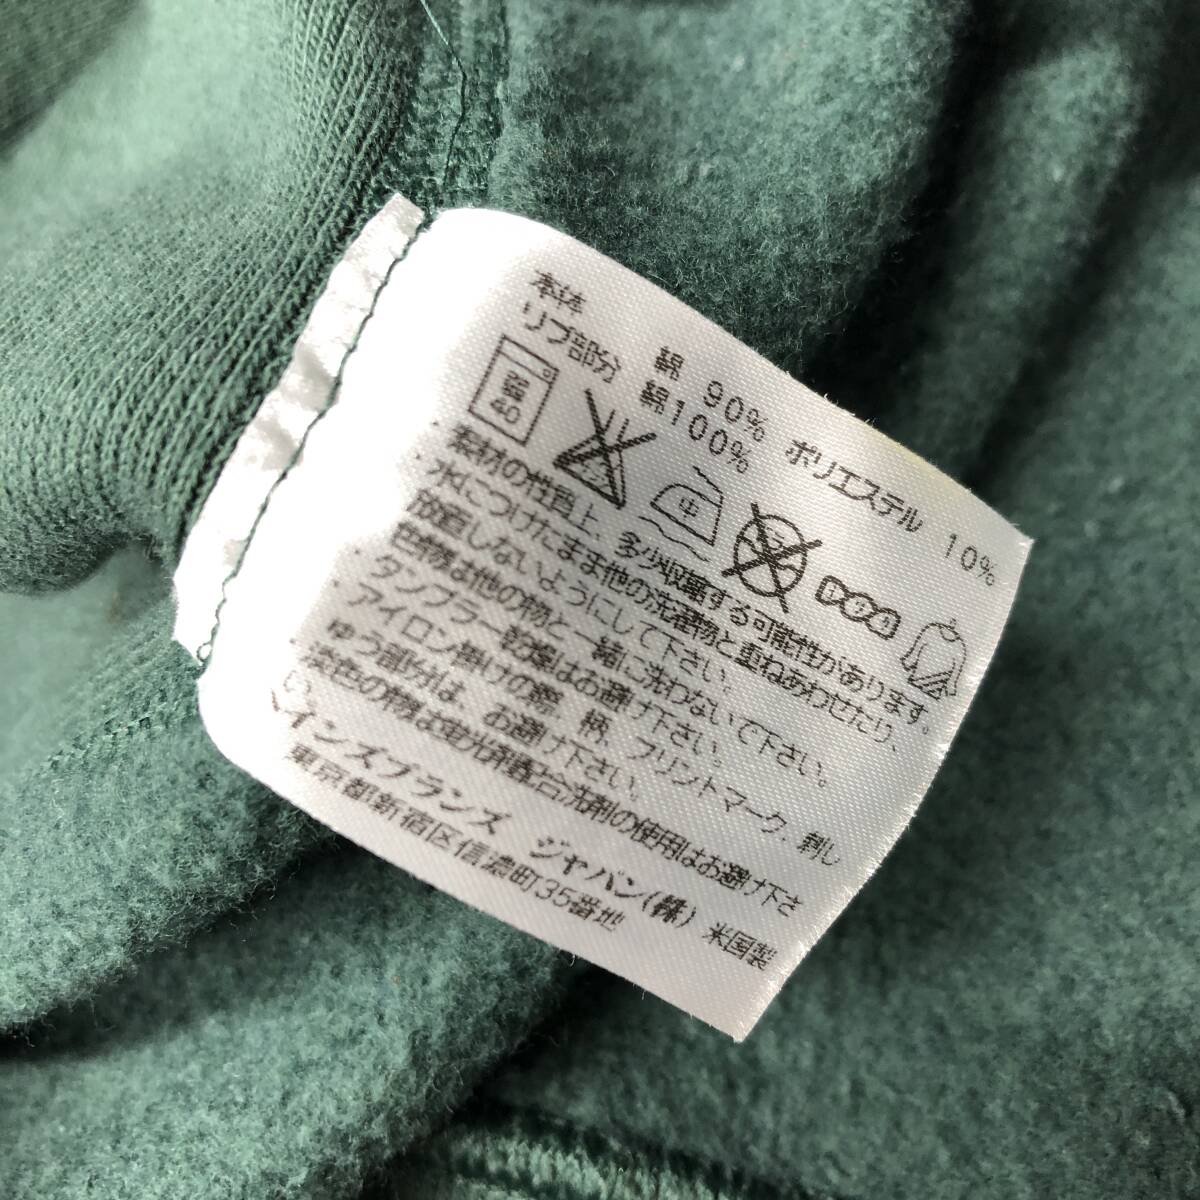 本体 綿 90% ポリエステル 10%
リブ部分 綿 100%
40 中
・素材の性質上、多少収縮する可能性があります。
・水につけたまま他の洗濯物と重ねあわせたり、
放置しないようにして下さい。
・色物は他の物と一緒に洗わないで下さい。
・タンブラー乾燥はお避け下さい。
・アイロン掛けの際、柄、プリントマーク、刺し
ゅう部分は、お避け下さい。
・染色の物は蛍光剤配合洗剤の使用はお避け下さ
い。
ヘインズブランズ ジャパン(株) 米国製
東京都新宿区信濃町35番地